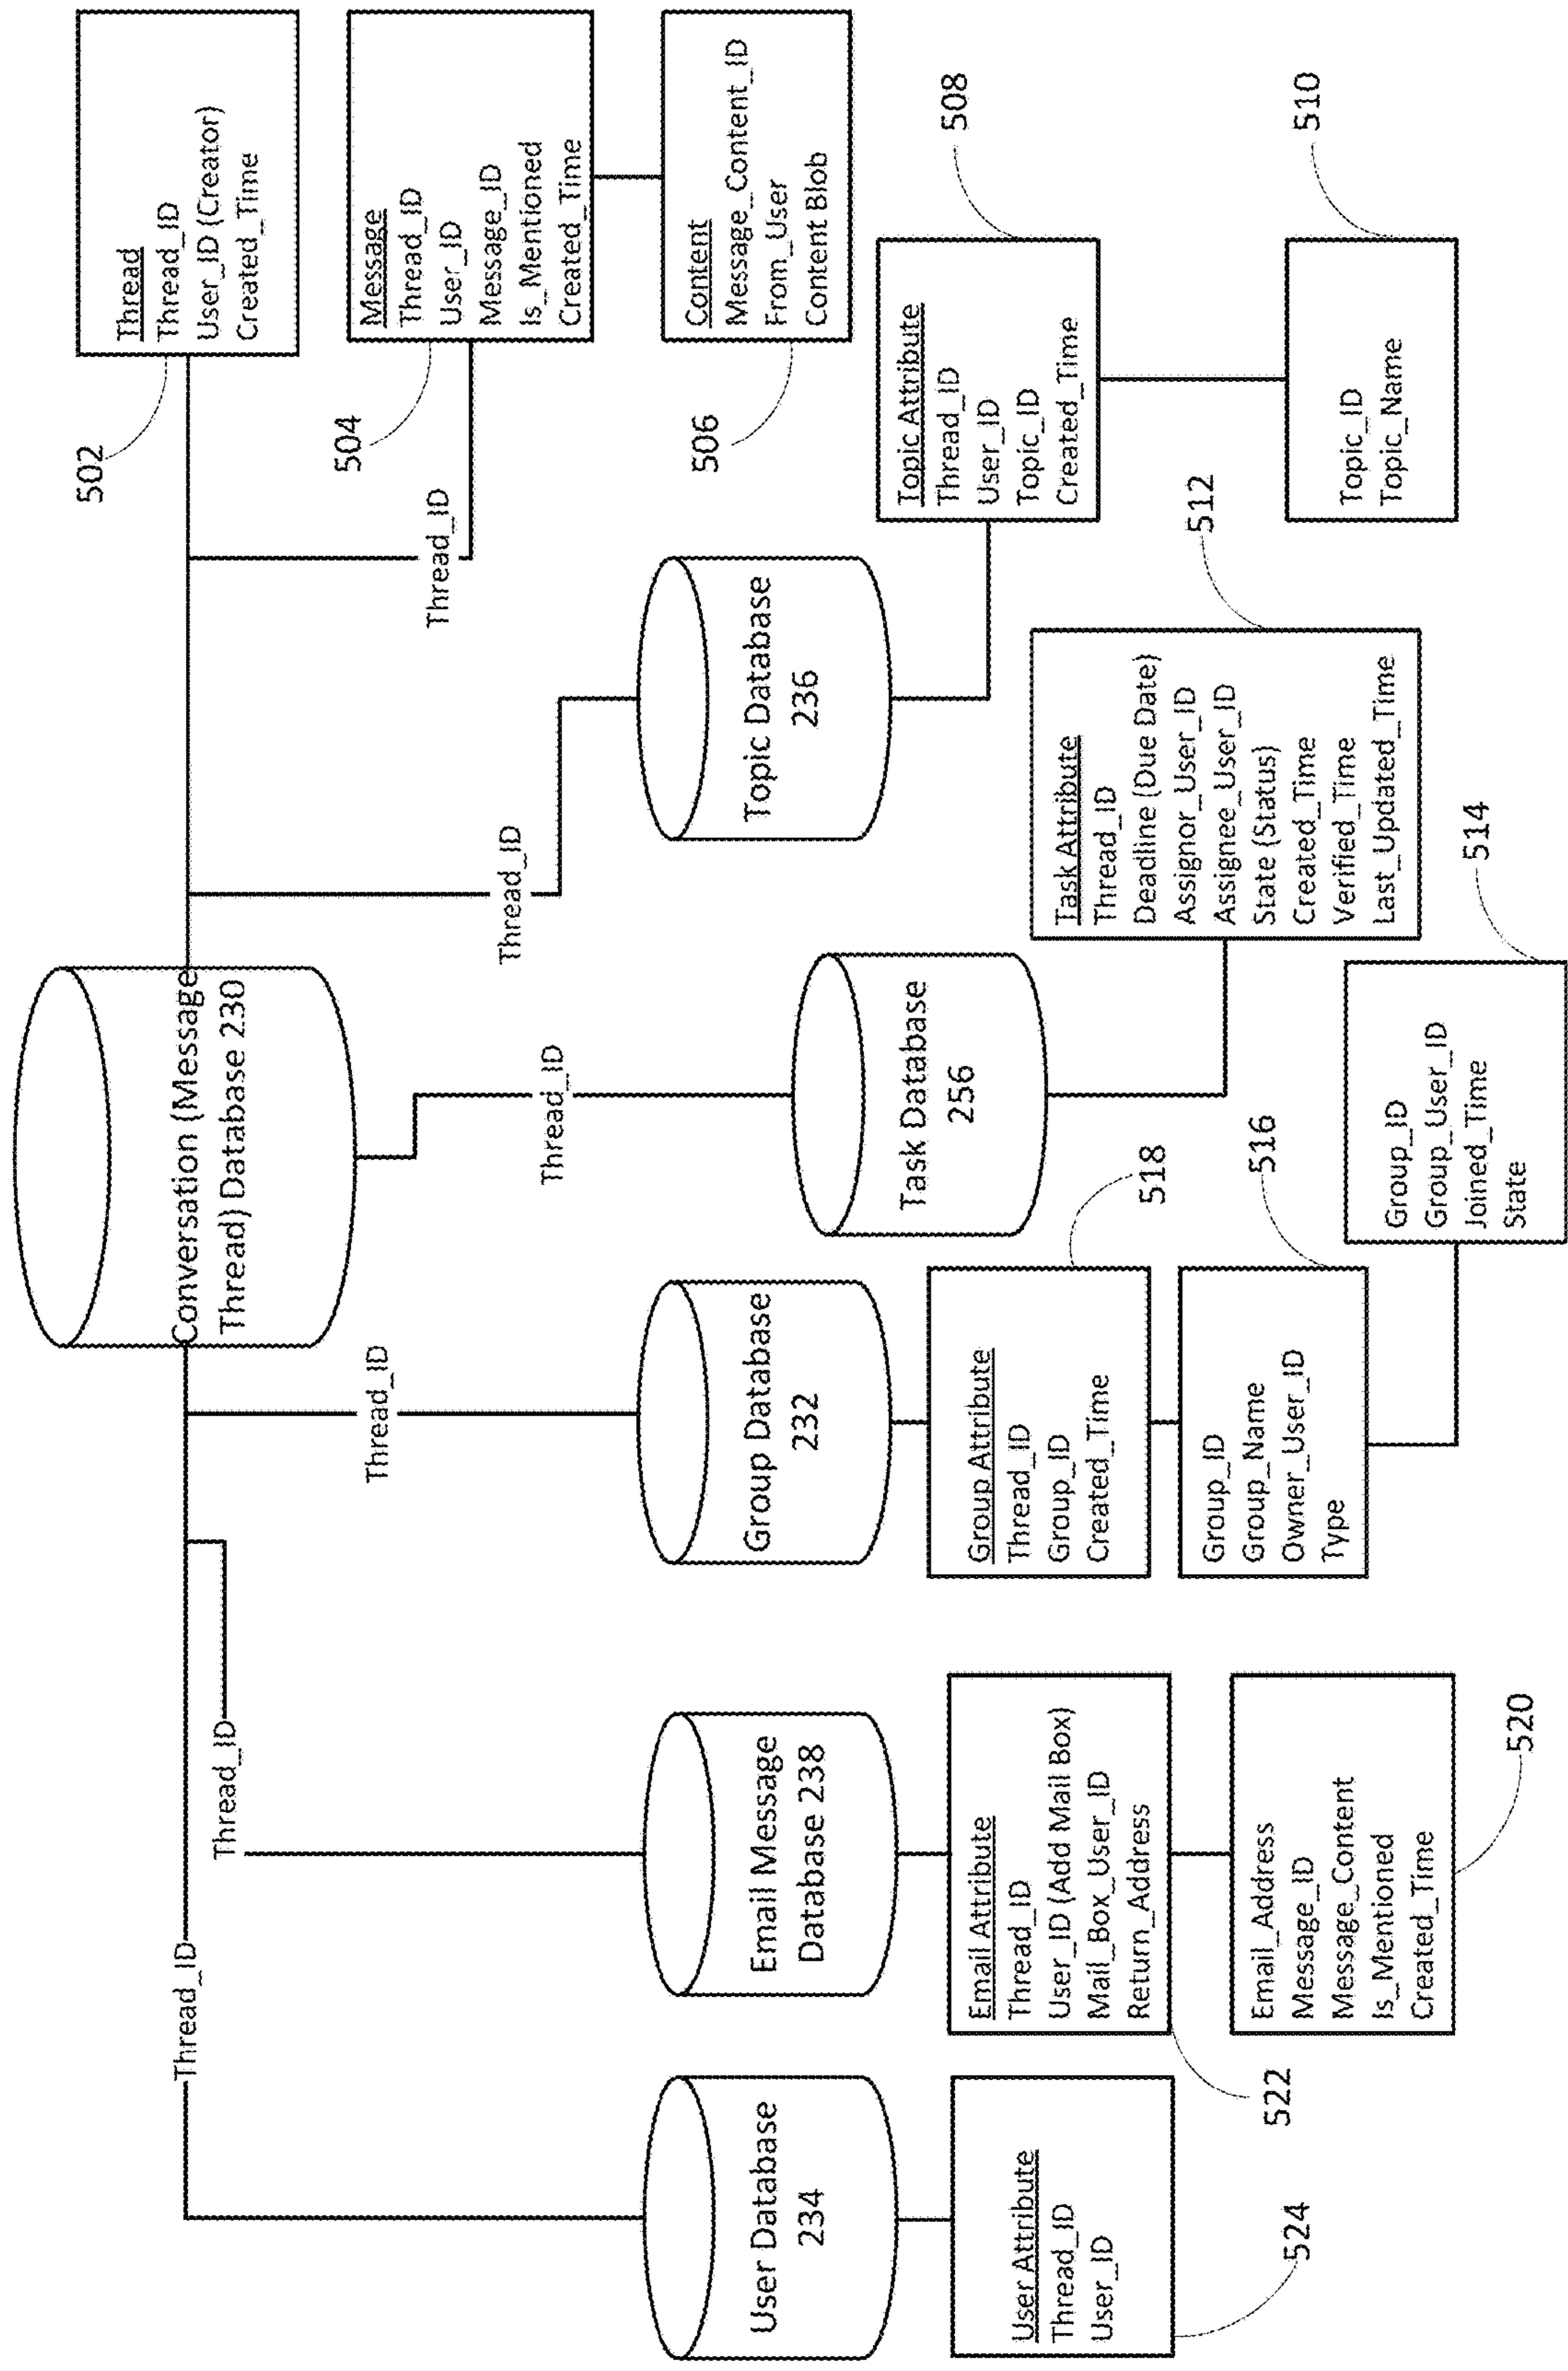 Conversation (Message
Thread) Database 230
Thread_ID
Thread_ID
Thread_ID
Thread_ID
Thread_ID
Thread_ID
User Database
234
User Attribute
Thread_ID
User_ID
524
Email Message
Database 238
Email Attribute
Thread_ID
User_ID (Add Mail Box)
Mail_Box_User_ID
Return_Address
522
Email_Address
Message_ID
Message_Content
Is_Mentioned
Created_Time
520
Group Database
232
Group Attribute
Thread_ID
Group_ID
Created_Time
518
Group_ID
Group_Name
Owner_User_ID
Type
516
Group_ID
Group_User_ID
Joined_Time
State
514
Task Database
256
Task Attribute
Thread_ID
Deadline (Due Date)
Assignor_User_ID
Assignee_User_ID
State (Status)
Created_Time
Verified_Time
Last_Updated_Time
512
Topic Database
236
Topic Attribute
Thread_ID
User_ID
Topic_ID
Created_Time
508
Topic_ID
Topic_Name
510
502
Thread
Thread_ID
User_ID (Creator)
Created_Time
504
Message
Thread_ID
User_ID
Message_ID
Is_Mentioned
Created_Time
506
Content
Message_Content_ID
From_User
Content Blob